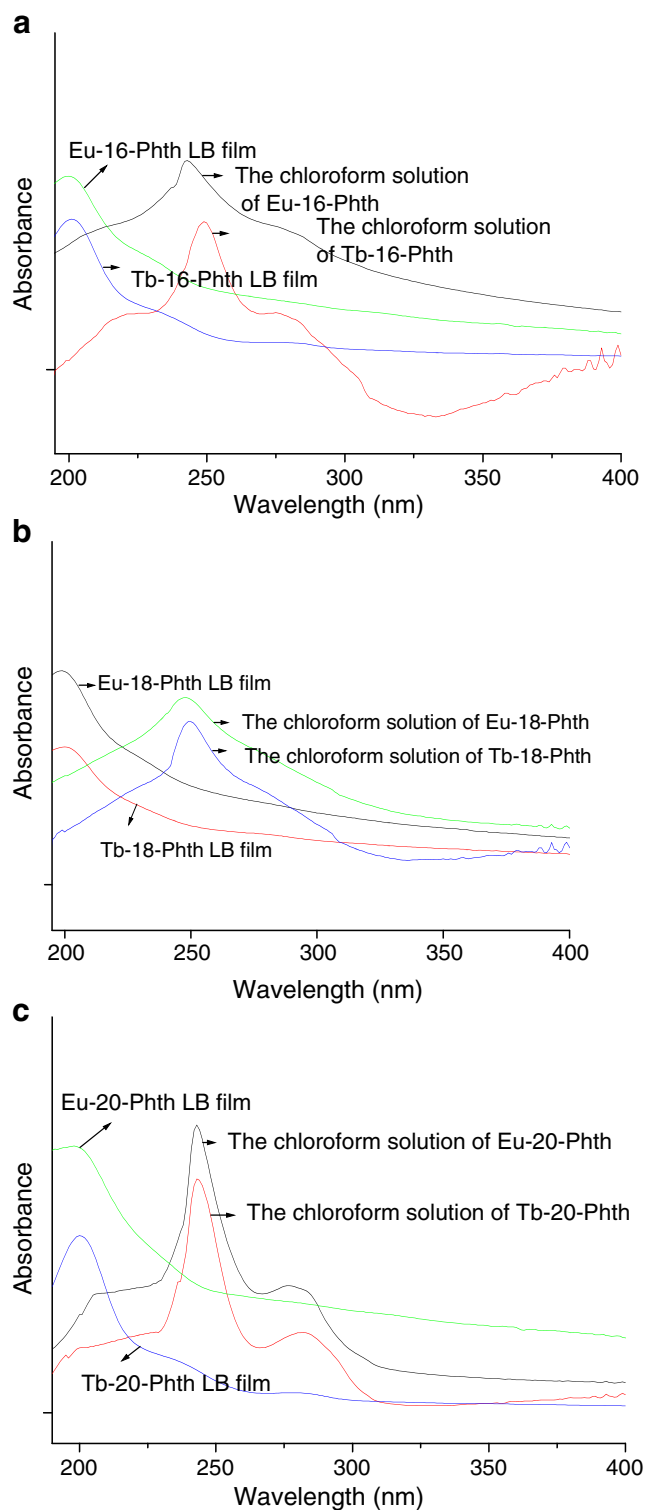 a
Eu-16-Phth LB film
The chloroform solution
of Eu-16-Phth
The chloroform solution
of Tb-16-Phth
Tb-16-Phth LB film
Absorbance
200 250 300 350 400
Wavelength (nm)
b
Eu-18-Phth LB film
The chloroform solution of Eu-18-Phth
The chloroform solution of Tb-18-Phth
Tb-18-Phth LB film
Absorbance
200 250 300 350 400
Wavelength (nm)
c
Eu-20-Phth LB film
The chloroform solution of Eu-20-Phth
The chloroform solution of Tb-20-Phth
Tb-20-Phth LB film
Absorbance
200 250 300 350 400
Wavelength (nm)